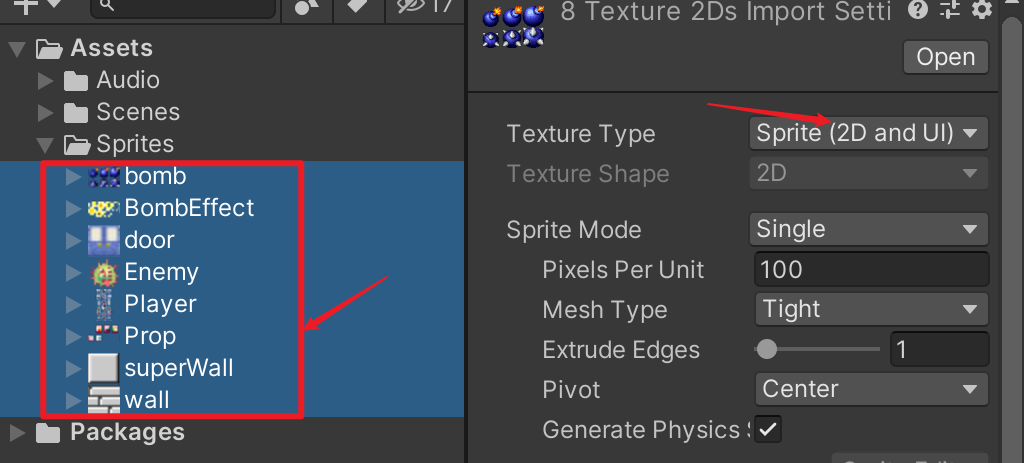 17
Assets
Audio
Scenes
Sprites
bomb
BombEffect
door
Enemy
Player
Prop
superWall
wall
Packages
8 Texture 2Ds Import Setti
Open
Texture Type Sprite (2D and UI)
Texture Shape 2D
Sprite Mode Single
Pixels Per Unit 100
Mesh Type Tight
Extrude Edges 1
Pivot Center
Generate Physics S